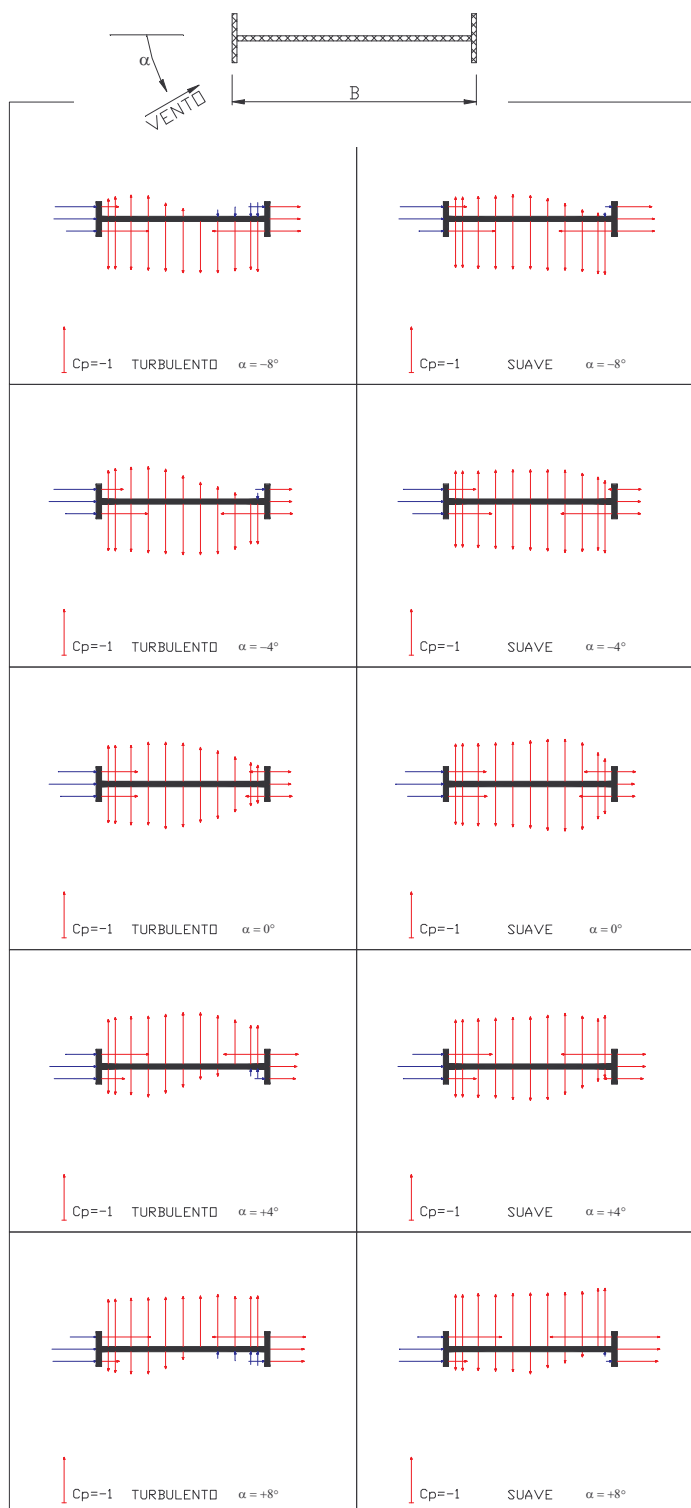 α
VENTO
B
Cp=-1 TURBULENTO α = −8°
Cp=-1 SUAVE α = −8°
Cp=-1 TURBULENTO α = −4°
Cp=-1 SUAVE α = −4°
Cp=-1 TURBULENTO α = 0°
Cp=-1 SUAVE α = 0°
Cp=-1 TURBULENTO α = +4°
Cp=-1 SUAVE α = +4°
Cp=-1 TURBULENTO α = +8°
Cp=-1 SUAVE α = +8°